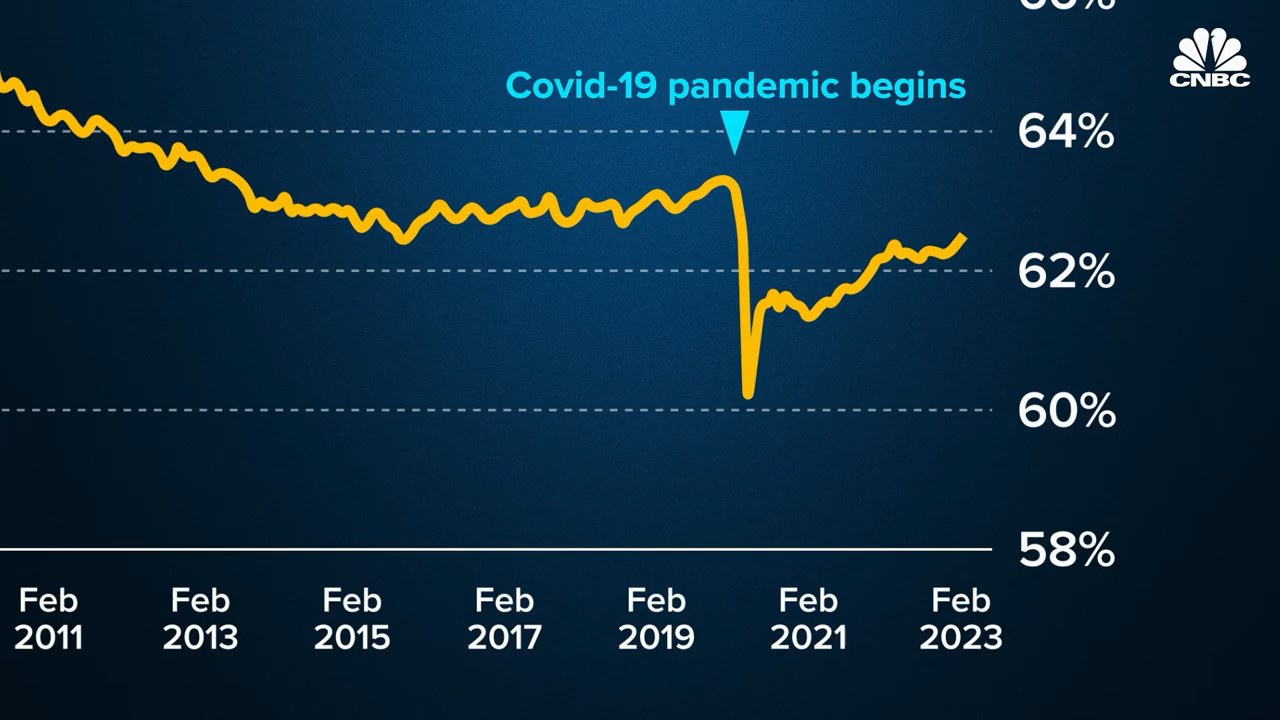 CNBC
Covid-19 pandemic begins
64%
62%
60%
58%
Feb Feb Feb Feb Feb Feb Feb
2011 2013 2015 2017 2019 2021 2023